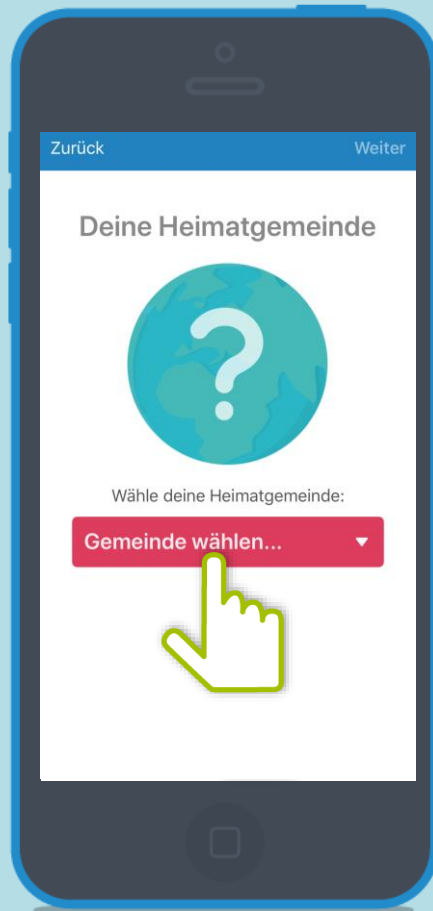 Zurück Weiter
Deine Heimatgemeinde
?
Wähle deine Heimatgemeinde:
Gemeinde wählen...